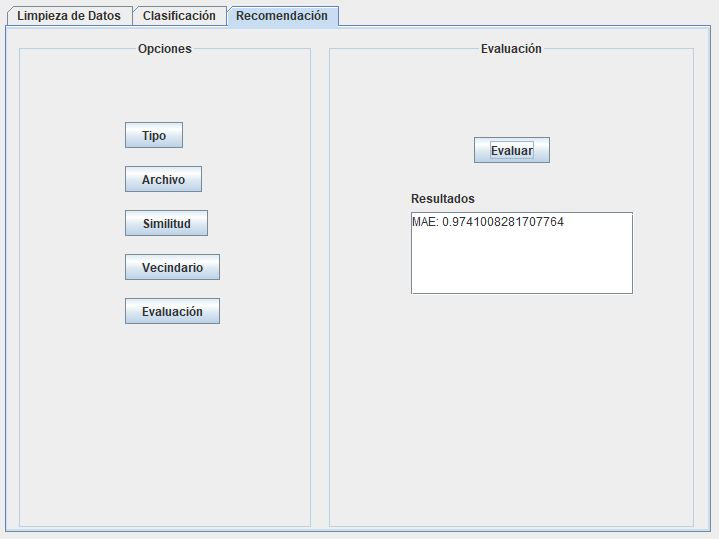 Limpieza de Datos
Clasificación
Recomendación
Opciones
Tipo
Archivo
Similitud
Vecindario
Evaluación
Evaluación
Evaluar
Resultados
MAE: 0.9741008281707764